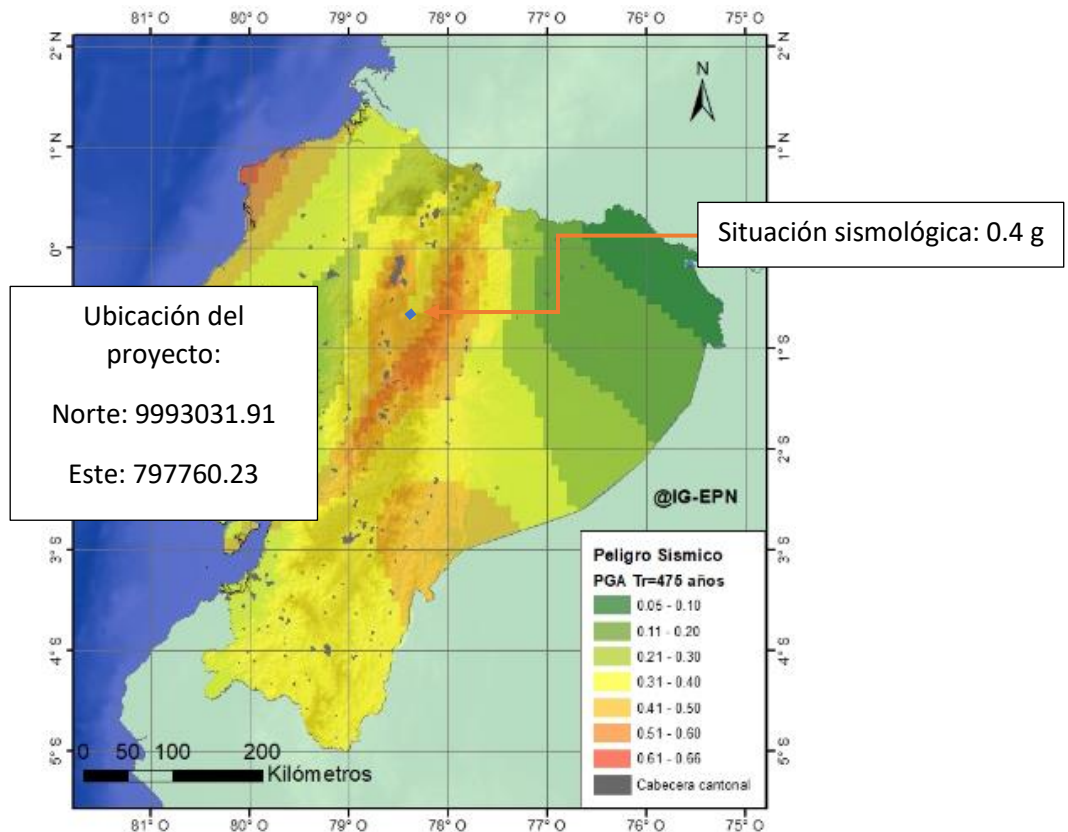 81° O 80° O 79° O 78° O 77° O 76° O 75° O
2° N
2° N
N
1° N
1° N
0°
Situación sismológica: 0.4 g
Ubicación del
proyecto:
Norte: 9993031.91
Este: 797760.23
1° S
2° S
@IG-EPN
3° S
3° S
4° S
4° S
5° S
5° S
Peligro Sísmico
PGA Tr=475 años
0.05 - 0.10
0.11 - 0.20
0.21 - 0.30
0.31 - 0.40
0.41 - 0.50
0.51 - 0.60
0.61 - 0.66
Cabecera cantonal
0 50 100 200
Kilómetros
81° O 80° O 79° O 78° O 77° O 76° O 75° O